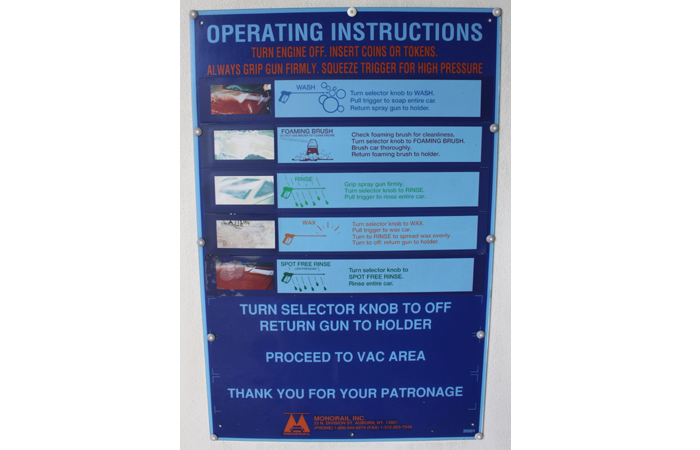 OPERATING INSTRUCTIONS
TURN ENGINE OFF. INSERT COINS OR TOKENS.
ALWAYS GRIP GUN FIRMLY. SQUEEZE TRIGGER FOR HIGH PRESSURE
WASH
Turn selector knob to WASH.
Pull trigger to soap entire car.
Return spray gun to holder.
FOAMING BRUSH
Check foaming brush for cleanliness.
Turn selector knob to FOAMING BRUSH.
Brush car thoroughly.
Return foaming brush to holder.
RINSE
Grip spray gun firmly.
Turn selector knob to RINSE.
Pull trigger to rinse entire car.
WAX
Turn selector knob to WAX.
Pull trigger to wax car.
Turn to RINSE to spread wax evenly.
Turn to off: return gun to holder.
SPOT FREE RINSE
LOW PRESSURE
Turn selector knob to
SPOT FREE RINSE.
Rinse entire car.
TURN SELECTOR KNOB TO OFF
RETURN GUN TO HOLDER
PROCEED TO VAC AREA
THANK YOU FOR YOUR PATRONAGE
MONORAIL INC.
DIVISION ST. AUBURN, NY